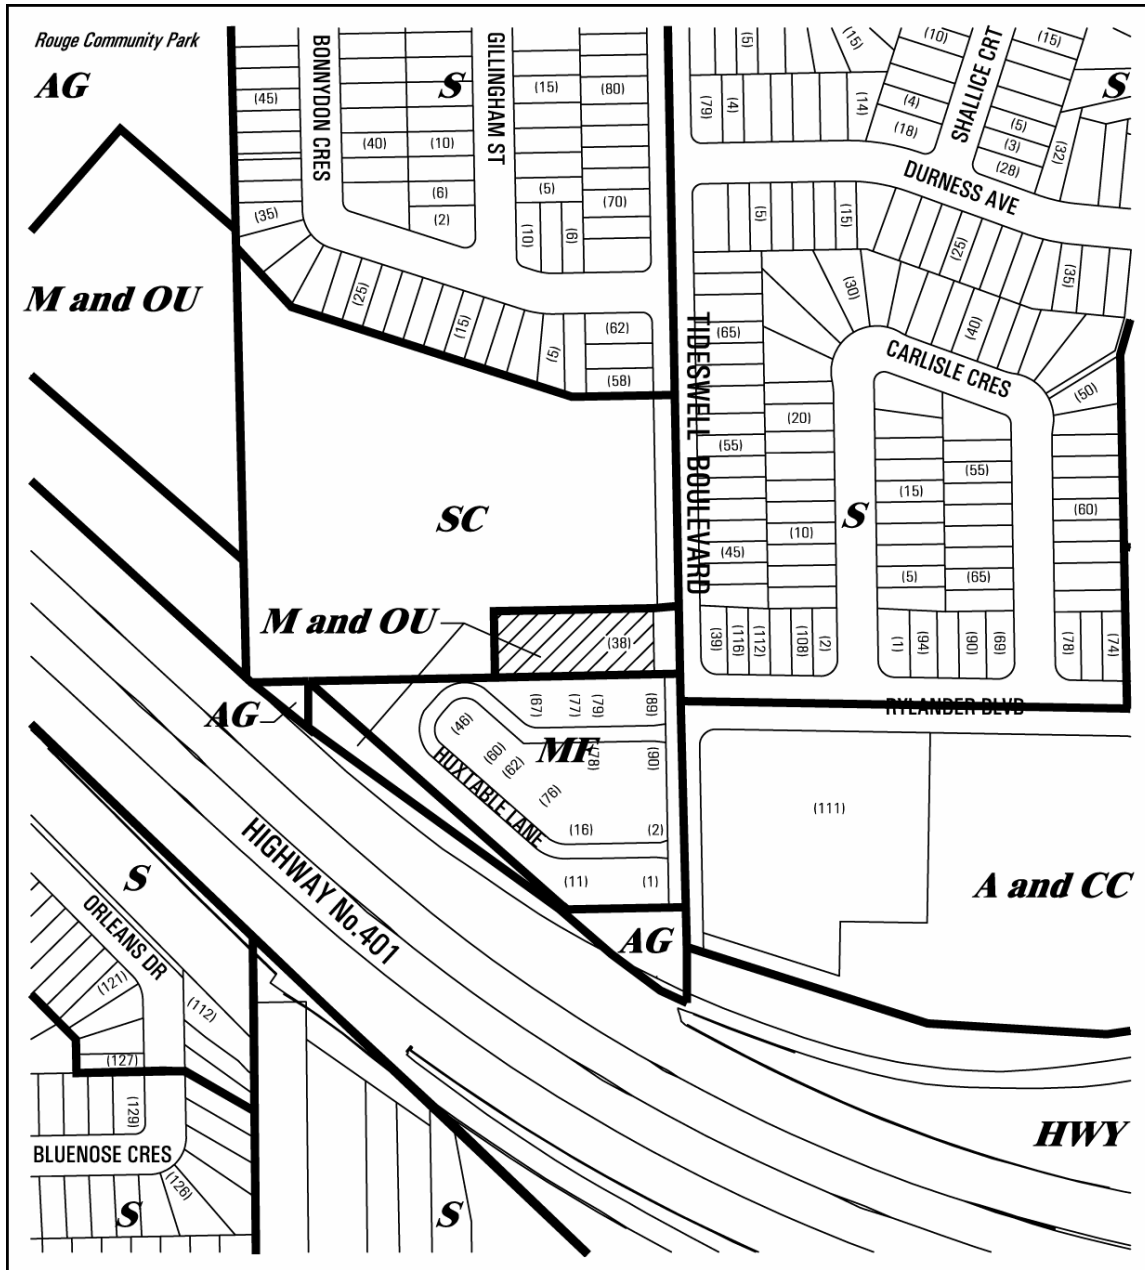 Rouge Community Park
AG
M and OU
BONNYDON CRES
GILLINGHAM ST
S
(45)
(40)
(10)
(6)
(2)
(35)
(25)
(15)
(5)
(15)
(80)
(5)
(70)
(10)
(6)
(62)
(58)
(5)
(15)
(10)
(15)
SHALLICE CRT
S
(79)
(4)
(14)
(4)
(18)
(5)
(3)
(28)
(32)
DURNESS AVE
(5)
(15)
(25)
(35)
TIDESWELL BOULEVARD
(65)
(55)
(45)
(30)
(40)
CARLISLE CRES
(50)
(20)
(10)
S
(15)
(5)
(55)
(65)
(60)
(39)
(116)
(112)
(108)
(2)
(1)
(94)
(90)
(69)
(78)
(74)
SC
M and OU
(38)
RYLANDER BLVD
AG
(46)
(60)
(62)
(76)
(67)
(77)
(79)
(89)
MF
(78)
(90)
HUXTABLE LANE
(16)
(2)
(11)
(1)
(111)
A and CC
AG
HIGHWAY No.401
HWY
S
ORLEANS DR
(121)
(112)
(127)
(129)
BLUENOSE CRES
(126)
S
S